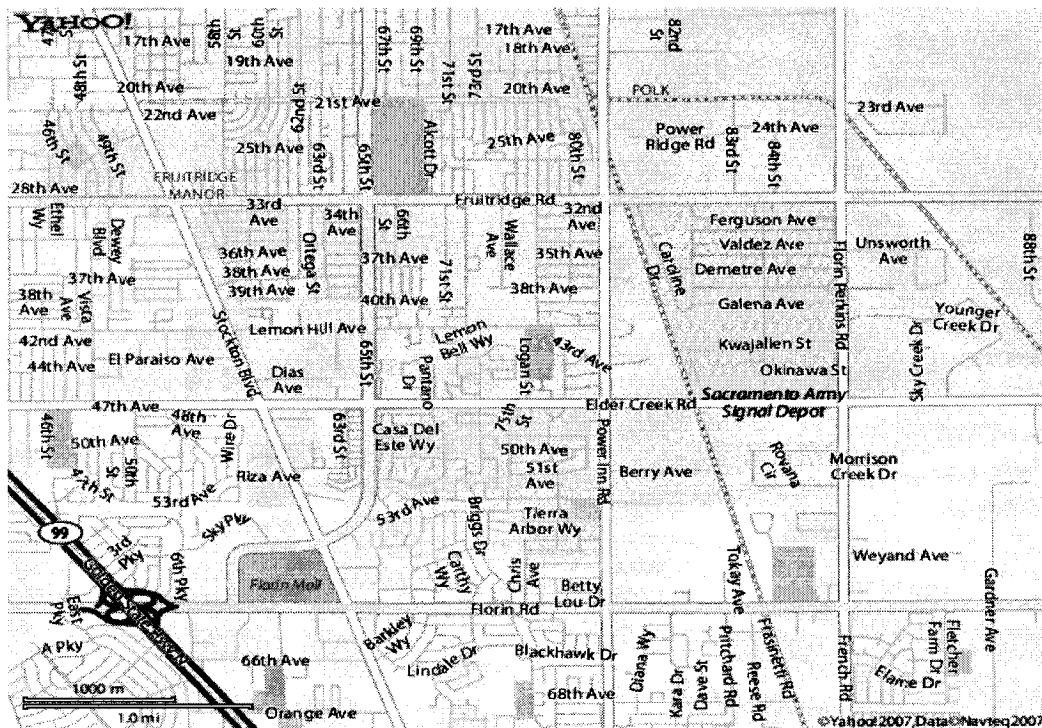 YAHOO!
47th St
17th Ave
58th St
60th St
67th St
69th St
17th Ave
18th Ave
82nd St
48th St
19th Ave
71st St
73rd St
20th Ave
62nd St
21st Ave
20th Ave
POLK
23rd Ave
22nd Ave
46th St
49th St
25th Ave
63rd St
65th St
Alcott Dr
25th Ave
80th St
Power
Ridge Rd
83rd St
24th Ave
84th St
28th Ave
FRUITRIDGE
MANOR
Fruitridge Rd
Ethel
Wy
Dewey
Blvd
33rd
Ave
34th
Ave
66th
St
Wallace
Ave
32nd
Ave
Ferguson Ave
Valdez Ave
Unsworth
Ave
88th St
36th Ave
Ortega St
37th Ave
71st St
35th Ave
Caroline
Dr
Demetre Ave
Florin Perkins Rd
37th Ave
38th Ave
39th Ave
38th
Ave
Vista
Ave
40th Ave
38th Ave
Galena Ave
Younger
Creek Dr
Stockton Blvd
Lemon Hill Ave
Lemon
Bell Wy
42nd Ave
44th Ave
El Paraiso Ave
Dias
Ave
65th St
Pantano
Dr
Logan St
43rd Ave
Kwajalien St
Okinawa St
Sky Creek Dr
47th Ave
Elder Creek Rd
Sacramento Army
Signal Depot
46th St
48th
Ave
Wire Dr
63rd St
Casa Del
Este Wy
75th
St
50th Ave
50th
St
47th St
50th Ave
51st
Ave
Power Inn Rd
Berry Ave
Rovana
Cir
Morrison
Creek Dr
53rd Ave
Riza Ave
Sky Pky
53rd Ave
Briggs Dr
Tierra
Arbor Wy
99
3rd
Pky
6th Pky
Florin Mall
Carthy
Wy
Chris
Ave
Betty
Lou Dr
Tokay Ave
Weyand Ave
Gardner Ave
Golden State Hwy
East
Pky
Florin Rd
A Pky
66th Ave
Barkley
Wy
Lindale Dr
Blackhawk Dr
Diana Wy
Kara Dr
Cavan St
Pritchard Rd
Reese Rd
Frasinetti Rd
French Rd
Elame Dr
Fletcher
Farm Dr
1000 m
1.0 mi
Orange Ave
68th Ave
©Yahoo! 2007, Data©Navteq 2007